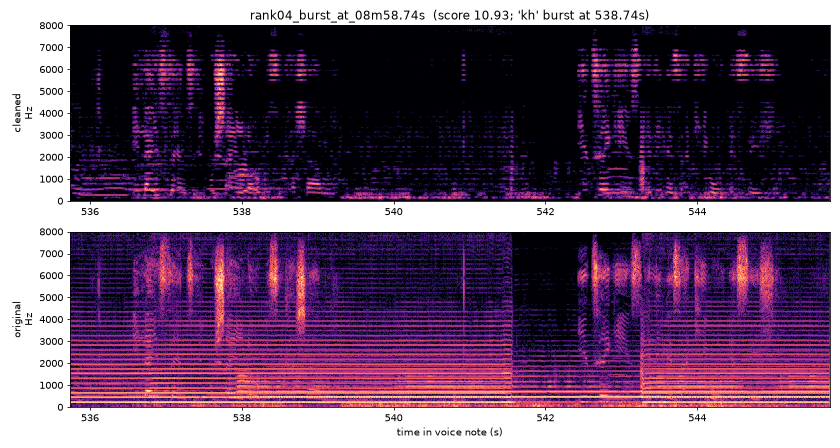 rank04_burst_at_08m58.74s (score 10.93; 'kh' burst at 538.74s)
8000
7000
6000
5000
4000
3000
2000
1000
0
cleaned
Hz
536 538 540 542 544
8000
7000
6000
5000
4000
3000
2000
1000
0
original
Hz
536 538 540 542 544
time in voice note (s)